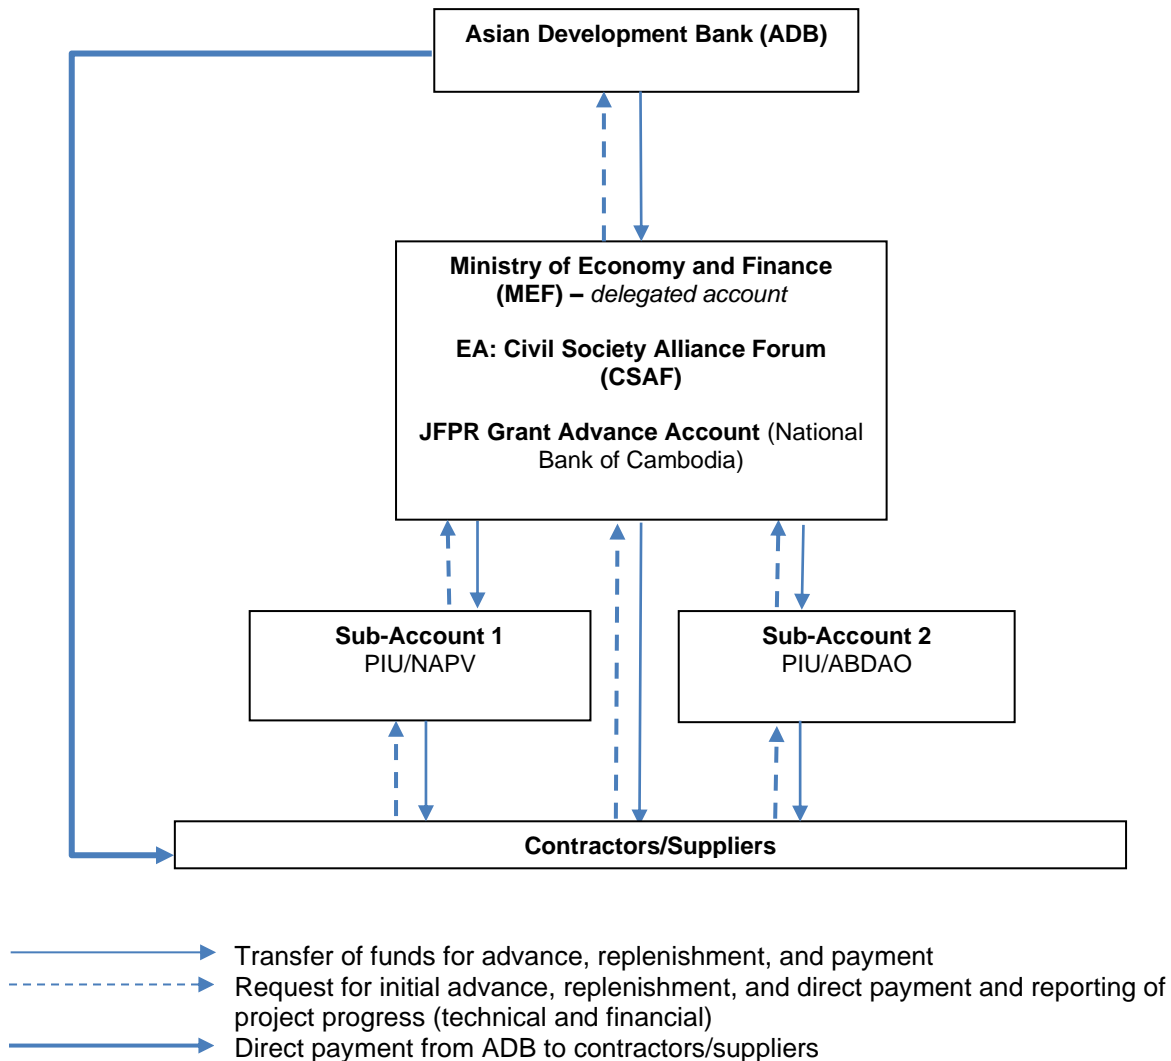 Asian Development Bank (ADB)
Ministry of Economy and Finance
(MEF) – delegated account
EA: Civil Society Alliance Forum
(CSAF)
JFPR Grant Advance Account (National
Bank of Cambodia)
Sub-Account 1
PIU/NAPV
Sub-Account 2
PIU/ABDAO
Contractors/Suppliers
Transfer of funds for advance, replenishment, and payment
Request for initial advance, replenishment, and direct payment and reporting of
project progress (technical and financial)
Direct payment from ADB to contractors/suppliers